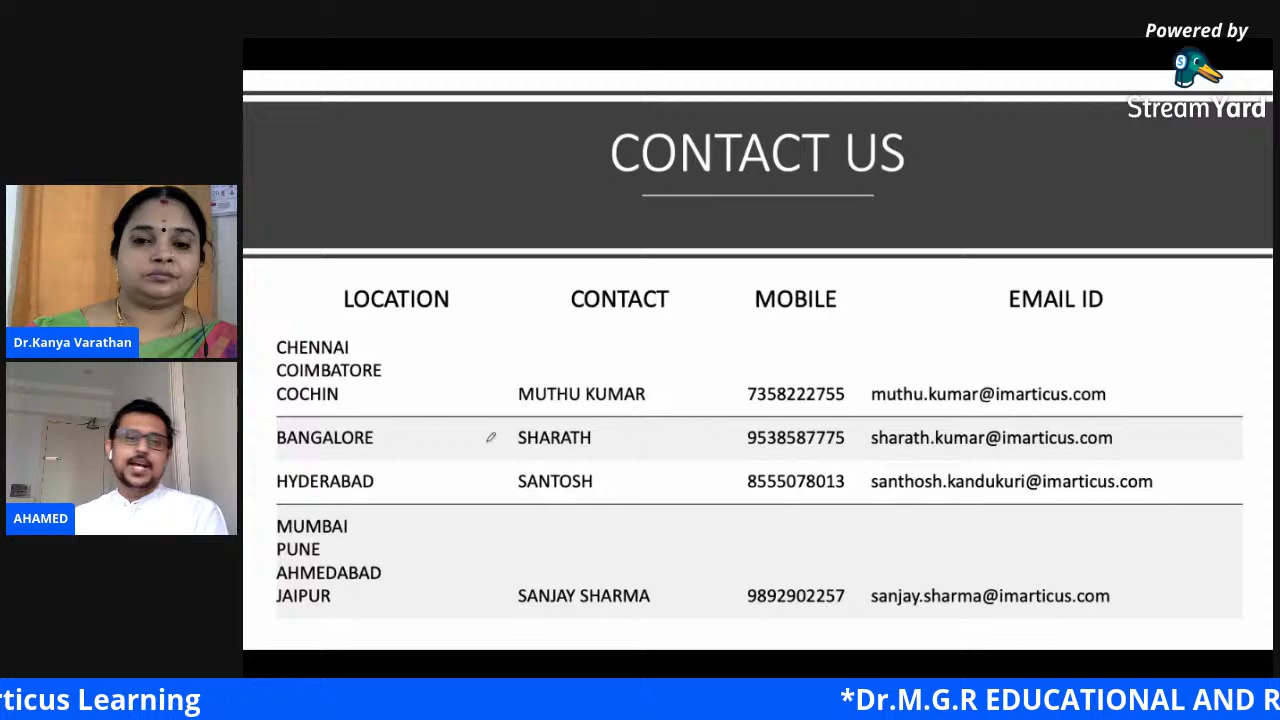 Powered by
StreamYard
CONTACT US
LOCATION CONTACT MOBILE EMAIL ID
CHENNAI
COIMBATORE
COCHIN MUTHU KUMAR 7358222755 muthu.kumar@imarticus.com
BANGALORE SHARATH 9538587775 sharath.kumar@imarticus.com
HYDERABAD SANTOSH 8555078013 santhosh.kandukuri@imarticus.com
MUMBAI
PUNE
AHMEDABAD
JAIPUR SANJAY SHARMA 9892902257 sanjay.sharma@imarticus.com
Dr.Kanya Varathan
AHAMED
rticus Learning *Dr.M.G.R EDUCATIONAL AND R